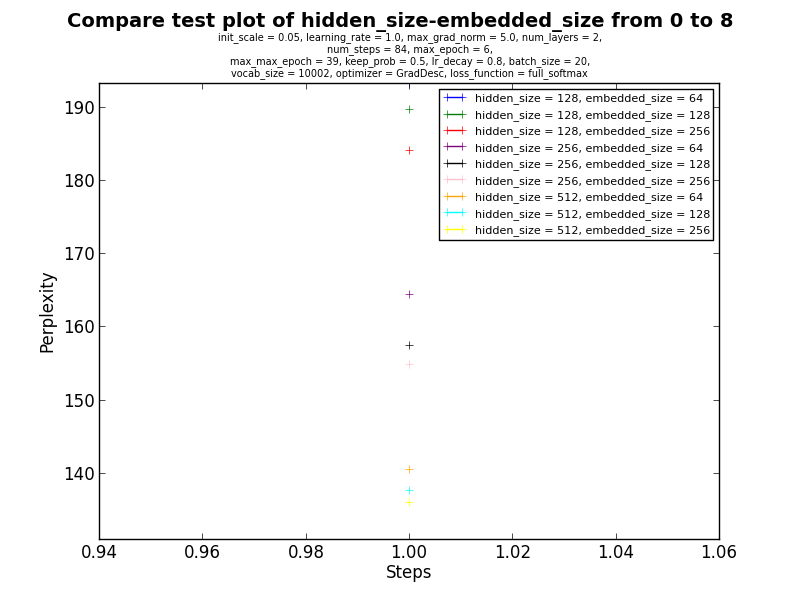 Compare test plot of hidden_size-embedded_size from 0 to 8
init_scale = 0.05, learning_rate = 1.0, max_grad_norm = 5.0, num_layers = 2,
num_steps = 84, max_epoch = 6,
max_max_epoch = 39, keep_prob = 0.5, lr_decay = 0.8, batch_size = 20,
vocab_size = 10002, optimizer = GradDesc, loss_function = full_softmax
hidden_size = 128, embedded_size = 64
hidden_size = 128, embedded_size = 128
hidden_size = 128, embedded_size = 256
hidden_size = 256, embedded_size = 64
hidden_size = 256, embedded_size = 128
hidden_size = 256, embedded_size = 256
hidden_size = 512, embedded_size = 64
hidden_size = 512, embedded_size = 128
hidden_size = 512, embedded_size = 256
190
180
170
160
150
140
Perplexity
0.94 0.96 0.98 1.00 1.02 1.04 1.06
Steps